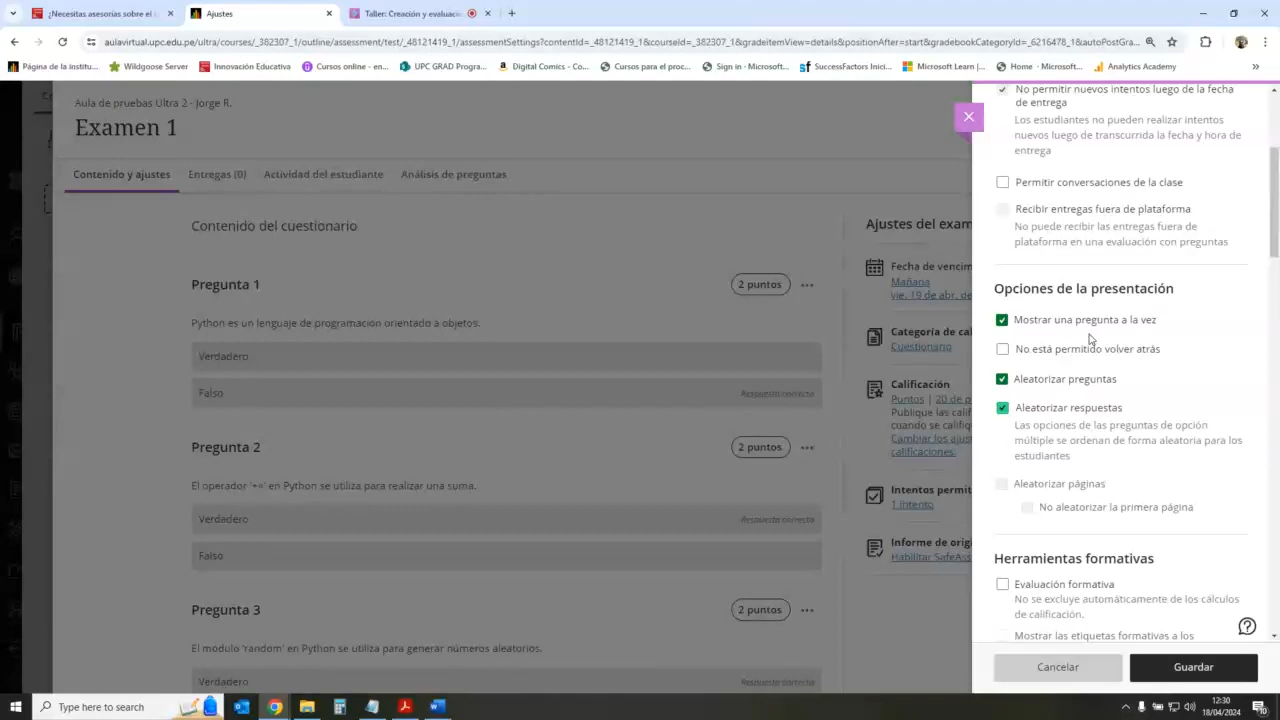 ¿Necesitas asesorías sobre el
Ajustes
Taller: Creación y evaluació
aulavirtual.upc.edu.pe/ultra/courses/_382307_1/outline/assessment/test/_48121419_1/assessmentSettings?contentId=_48121419_1&courseId=_382307_1&gradeitemView=details&positionAfter=start&gradebookCategoryId=_6216478_1&autoPostGra...
Página de la institu...
Wildgoose Server
Innovación Educativa
Cursos online - en...
UPC GRAD Progra...
Digital Comics - Co...
Cursos para el proc...
Sign in - Microsoft...
SuccessFactors Inici...
Microsoft Learn |...
Home - Microsoft...
Analytics Academy
Aula de pruebas Ultra 2 - Jorge R.
Examen 1
Contenido y ajustes
Entregas (0)
Actividad del estudiante
Análisis de preguntas
Contenido del cuestionario
Pregunta 1
2 puntos
Python es un lenguaje de programación orientado a objetos.
Verdadero
Falso
Respuesta correcta
Pregunta 2
2 puntos
El operador '+=' en Python se utiliza para realizar una suma.
Verdadero
Respuesta correcta
Falso
Pregunta 3
2 puntos
El módulo 'random' en Python se utiliza para generar números aleatorios.
Verdadero
Respuesta correcta
Ajustes del exam
Fecha de vencim
Mañana
vie, 19 de abr, de
Categoría de cal
Cuestionario
Calificación
Puntos | 20 de p
Publique las calif
cuando se califiq
Cambiar los ajust
calificaciones.
Intentos permit
1 intento
Informe de orig
Habilitar SafeAss
No permitir nuevos intentos luego de la fecha
de entrega
Los estudiantes no pueden realizar intentos
nuevos luego de transcurrida la fecha y hora de
entrega
Permitir conversaciones de la clase
Recibir entregas fuera de plataforma
No puede recibir las entregas fuera de
plataforma en una evaluación con preguntas
Opciones de la presentación
Mostrar una pregunta a la vez
No está permitido volver atrás
Aleatorizar preguntas
Aleatorizar respuestas
Las opciones de las preguntas de opción
múltiple se ordenan de forma aleatoria para los
estudiantes
Aleatorizar páginas
No aleatorizar la primera página
Herramientas formativas
Evaluación formativa
No se excluye automáticamente de los cálculos
de calificación.
Mostrar las etiquetas formativas a los
Cancelar
Guardar
Type here to search
12:30
18/04/2024